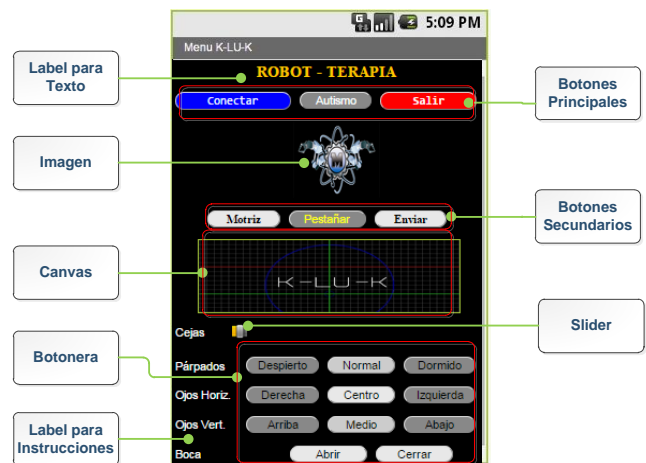 5:09 PM
Menu K-LU-K
ROBOT - TERAPIA
Conectar Autismo Salir
Motriz Pestañar Enviar
K-LU-K
Cejas
Párpados Despierto Normal Dormido
Ojos Horiz. Derecha Centro Izquierda
Ojos Vert. Arriba Medio Abajo
Boca Abrir Cerrar
Label para
Texto
Imagen
Canvas
Botonera
Label para
Instrucciones
Botones
Principales
Botones
Secundarios
Slider